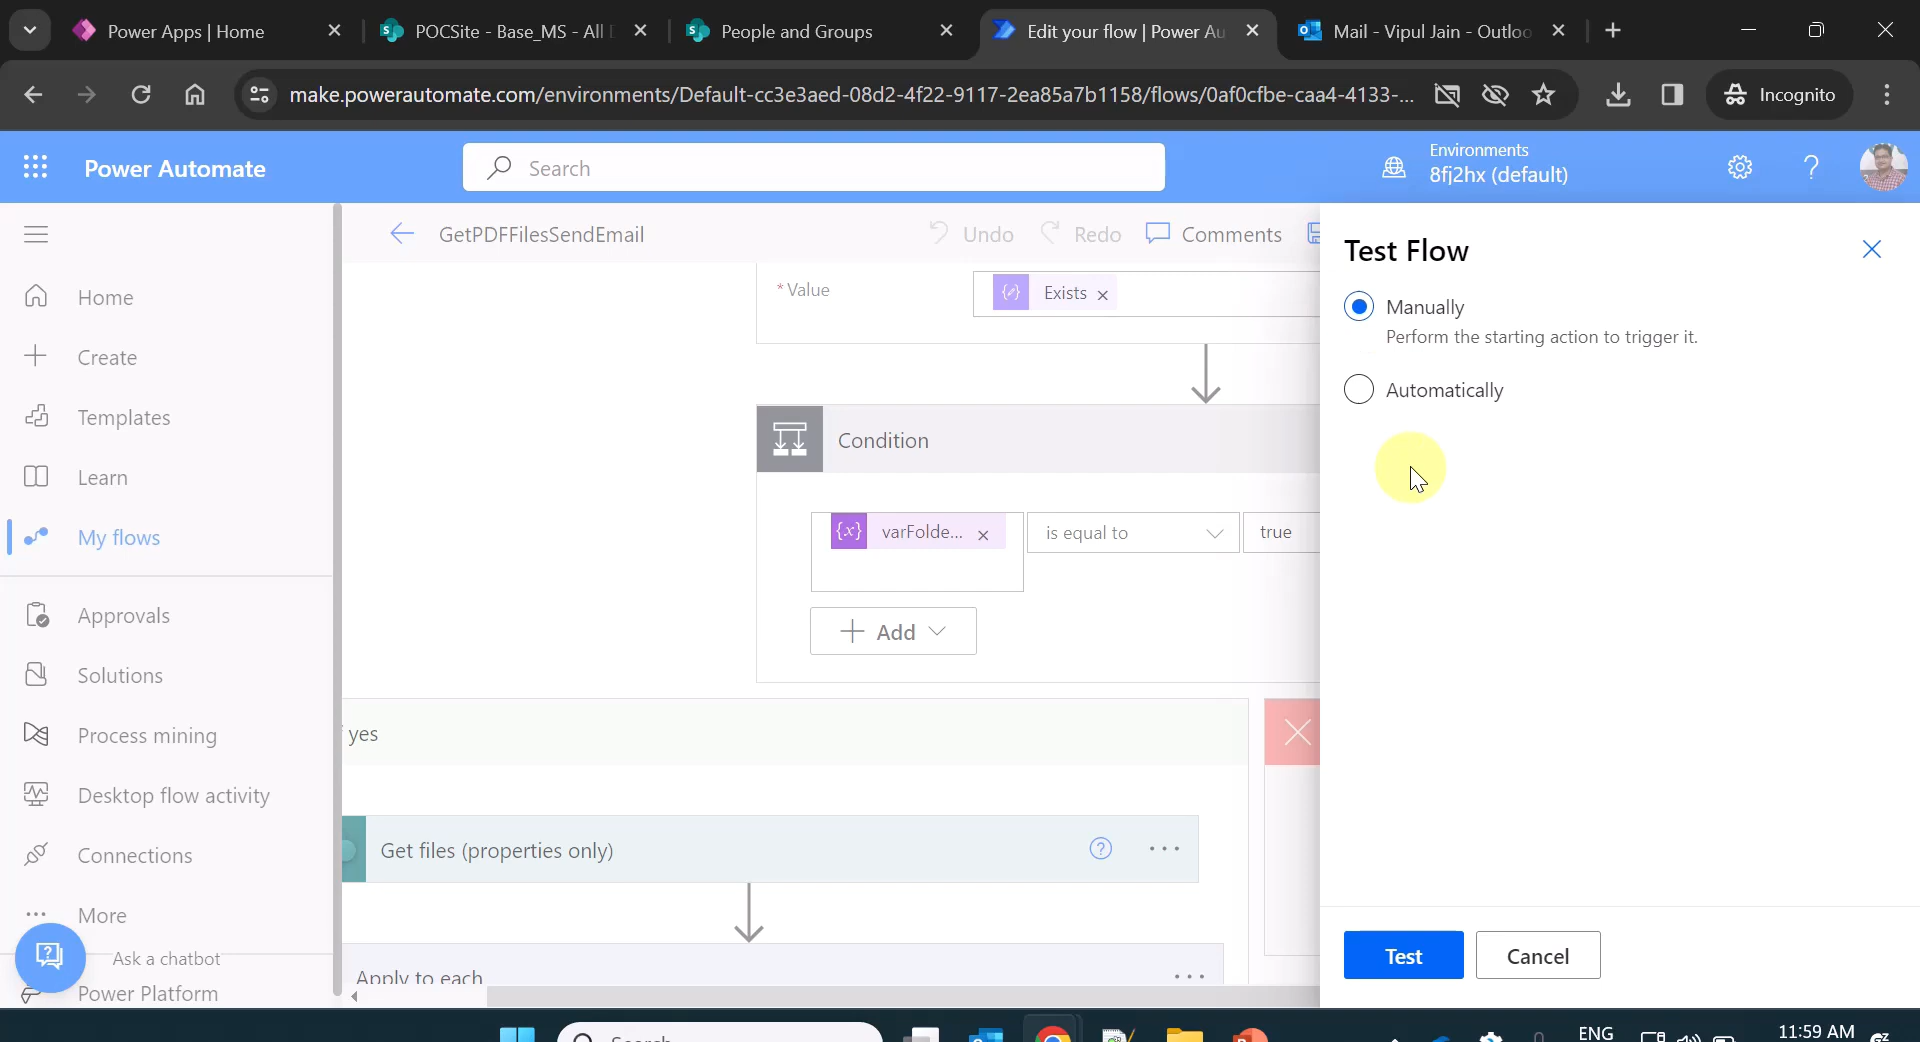 Power Apps | Home
POCSite - Base_MS - All
People and Groups
Edit your flow | Power Au
Mail - Vipul Jain - Outloo
make.powerautomate.com/environments/Default-cc3e3aed-08d2-4f22-9117-2ea85a7b1158/flows/0af0cfbe-caa4-4133-...
Incognito
Power Automate
Search
Environments
8fj2hx (default)
GetPDFFilesSendEmail
Undo
Redo
Comments
Test Flow
Home
Create
Templates
Learn
My flows
Approvals
Solutions
Process mining
Desktop flow activity
Connections
More
Ask a chatbot
Power Platform
* Value
Exists
Condition
varFolde...
is equal to
true
Add
yes
Get files (properties only)
Apply to each
Manually
Perform the starting action to trigger it.
Automatically
Test
Cancel
Search
ENG
11:59 AM